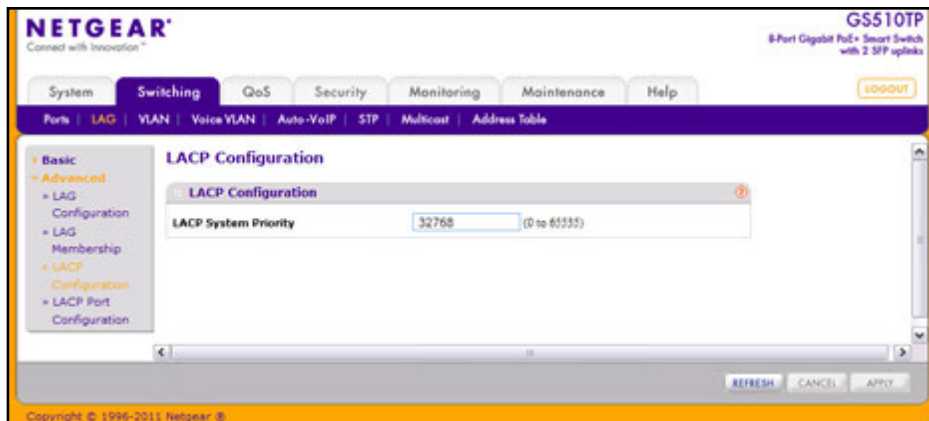 NETGEAR®
Connect with Innovation™
GS510TP
8-Port Gigabit PoE+ Smart Switch
with 2 SFP uplinks
System Switching QoS Security Monitoring Maintenance Help LOGOUT
Ports | LAG | VLAN | Voice VLAN | Auto-VoIP | STP | Multicast | Address Table
Basic
Advanced
» LAG
Configuration
» LAG
Membership
» LACP
Configuration
» LACP Port
Configuration
LACP Configuration
LACP Configuration
LACP System Priority 32768 (0 to 65535)
REFRESH CANCEL APPLY
Copyright © 1996-2011 Netgear ®